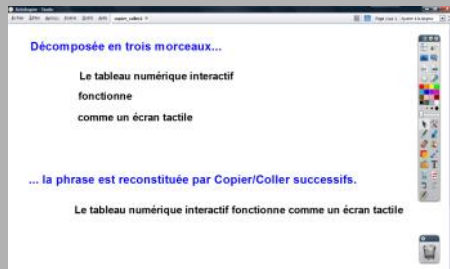 copier_coller
Décomposée en trois morceaux...
Le tableau numérique interactif
fonctionne
comme un écran tactile
... la phrase est reconstituée par Copier/Coller successifs.
Le tableau numérique interactif fonctionne comme un écran tactile